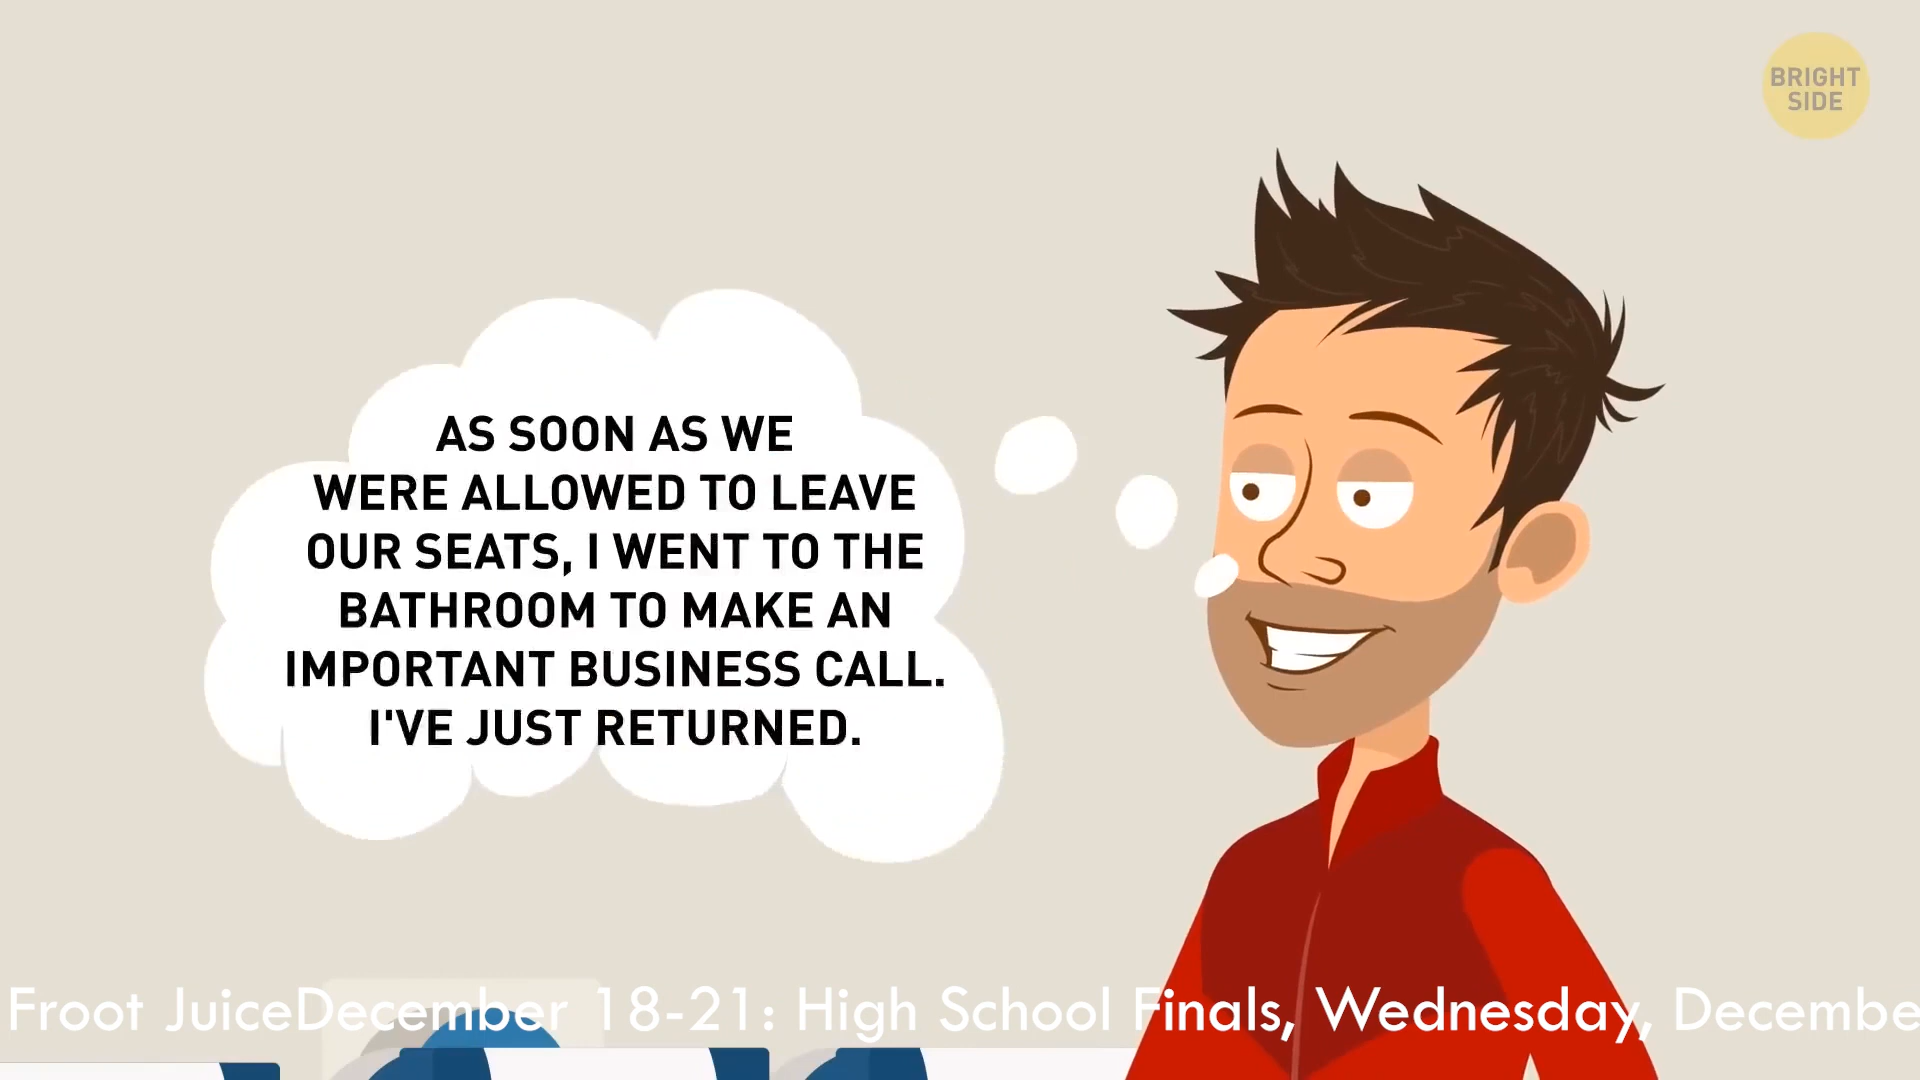 BRIGHT
SIDE
AS SOON AS WE
WERE ALLOWED TO LEAVE
OUR SEATS, I WENT TO THE
BATHROOM TO MAKE AN
IMPORTANT BUSINESS CALL.
I'VE JUST RETURNED.
Froot JuiceDecember 18-21: High School Finals, Wednesday, Decembe